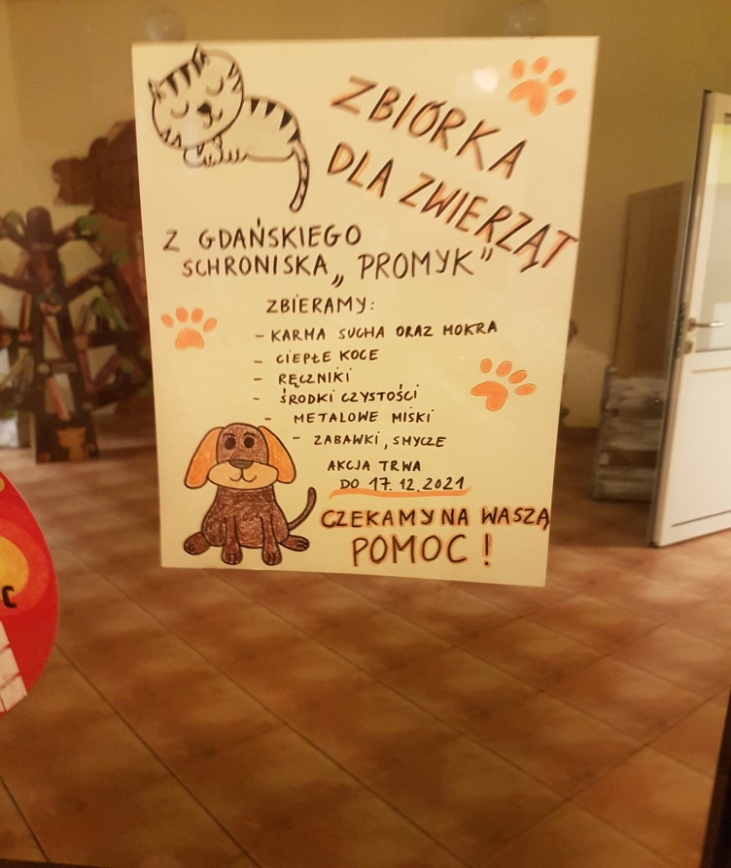 ZBIÓRKA
DLA ZWIERZĄT
Z GDAŃSKIEGO
SCHRONISKA „PROMYK"
ZBIERAMY:
- KARMA SUCHA ORAZ MOKRA
- CIEPŁE KOCE
- RĘCZNIKI
- ŚRODKI CZYSTOŚCI
- METALOWE MISKI
- ZABAWKI, SMYCZE
AKCJA TRWA
DO 17.12.2021
CZEKAMY NA WASZĄ
POMOC!
C